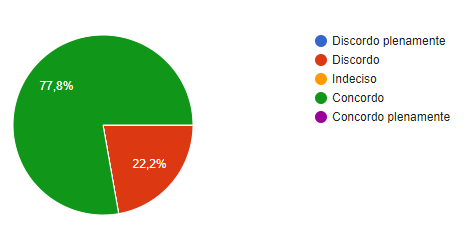 Discordo plenamente
Discordo
Indeciso
Concordo
Concordo plenamente
77,8%
22,2%